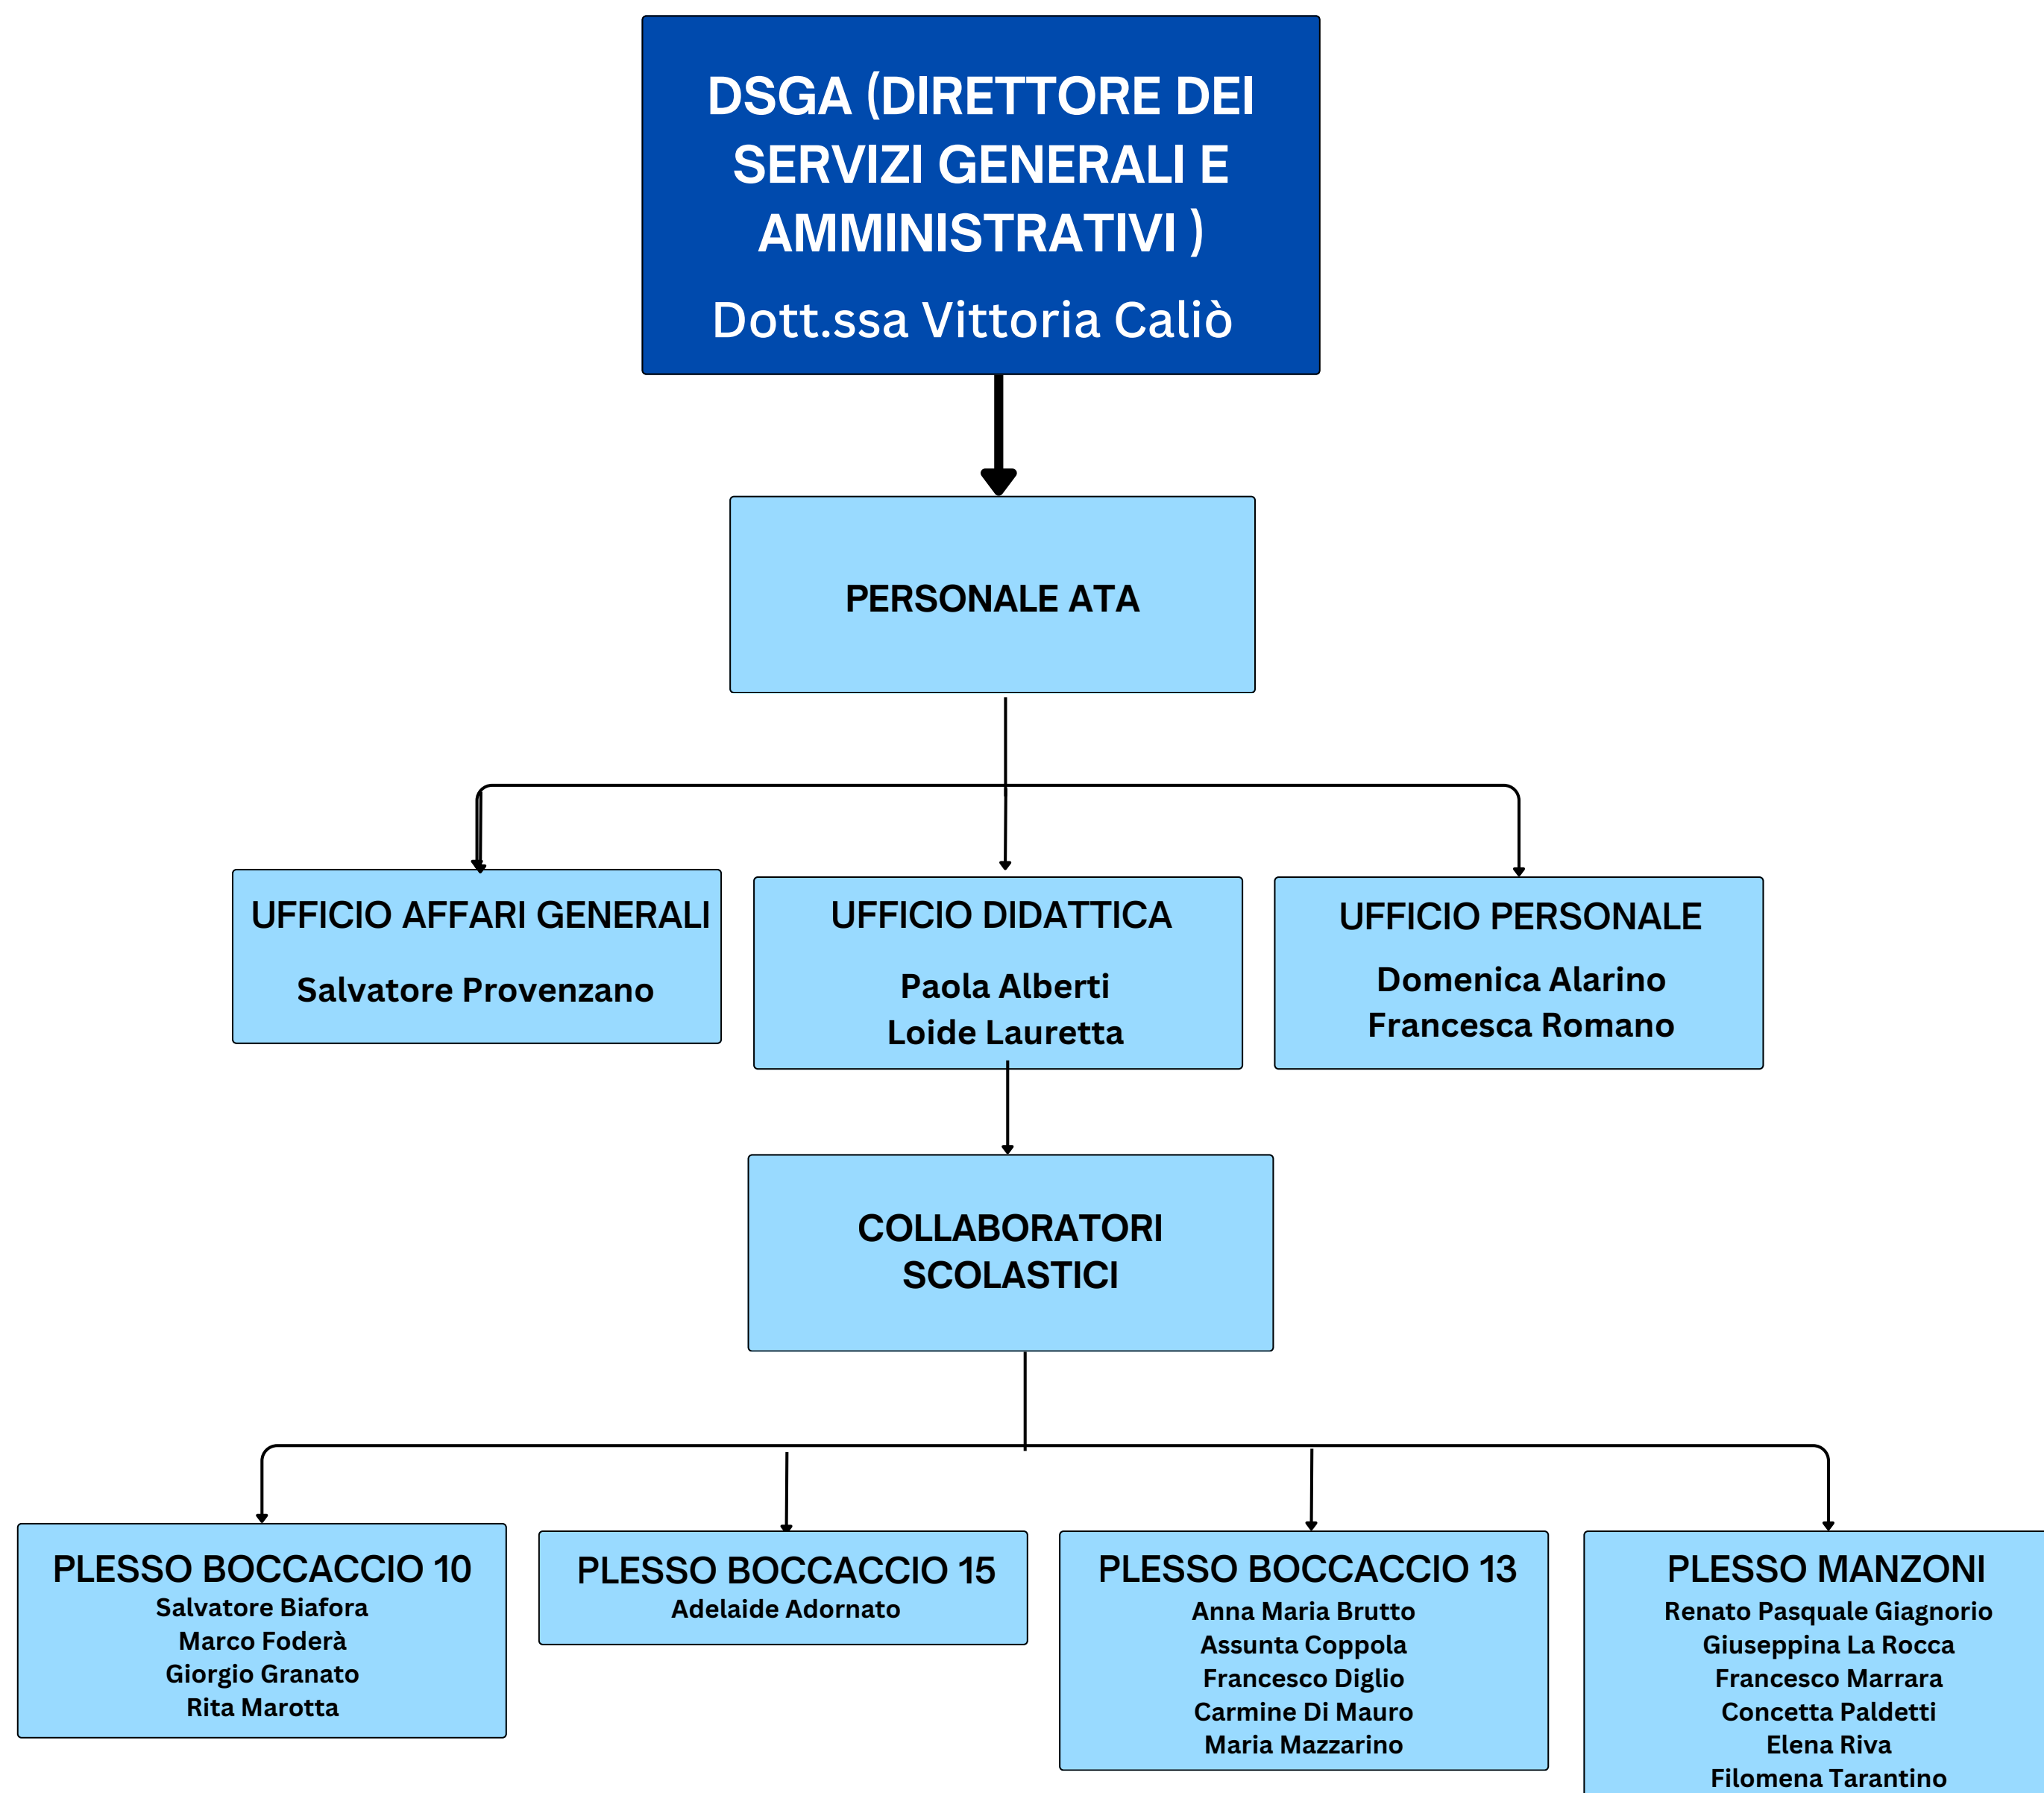 DSGA (DIRETTORE DEI
SERVIZI GENERALI E
AMMINISTRATIVI )
Dott.ssa Vittoria Caliò
PERSONALE ATA
UFFICIO AFFARI GENERALI
Salvatore Provenzano
UFFICIO DIDATTICA
Paola Alberti
Loide Lauretta
UFFICIO PERSONALE
Domenica Alarino
Francesca Romano
COLLABORATORI
SCOLASTICI
PLESSO BOCCACCIO 10
Salvatore Biafora
Marco Foderà
Giorgio Granato
Rita Marotta
PLESSO BOCCACCIO 15
Adelaide Adornato
PLESSO BOCCACCIO 13
Anna Maria Brutto
Assunta Coppola
Francesco Diglio
Carmine Di Mauro
Maria Mazzarino
PLESSO MANZONI
Renato Pasquale Giagnorio
Giuseppina La Rocca
Francesco Marrara
Concetta Paldetti
Elena Riva
Filomena Tarantino